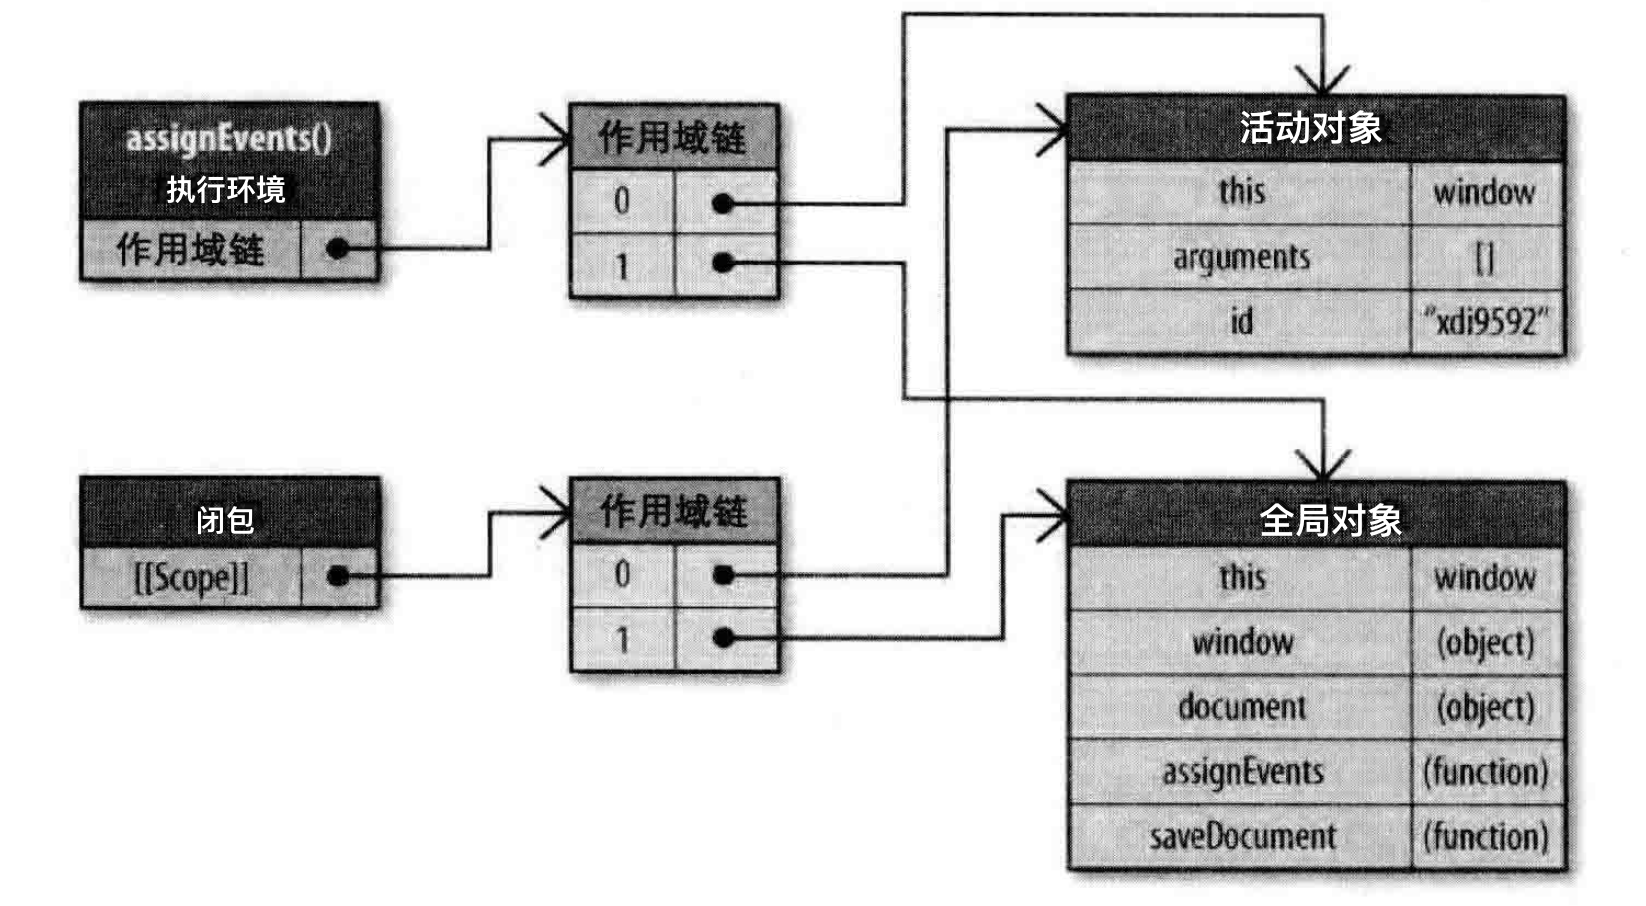 assignEvents()
执行环境
作用域链
作用域链
0
1
活动对象
this window
arguments []
id "xdi9592"
闭包
[[Scope]]
作用域链
0
1
全局对象
this window
window (object)
document (object)
assignEvents (function)
saveDocument (function)